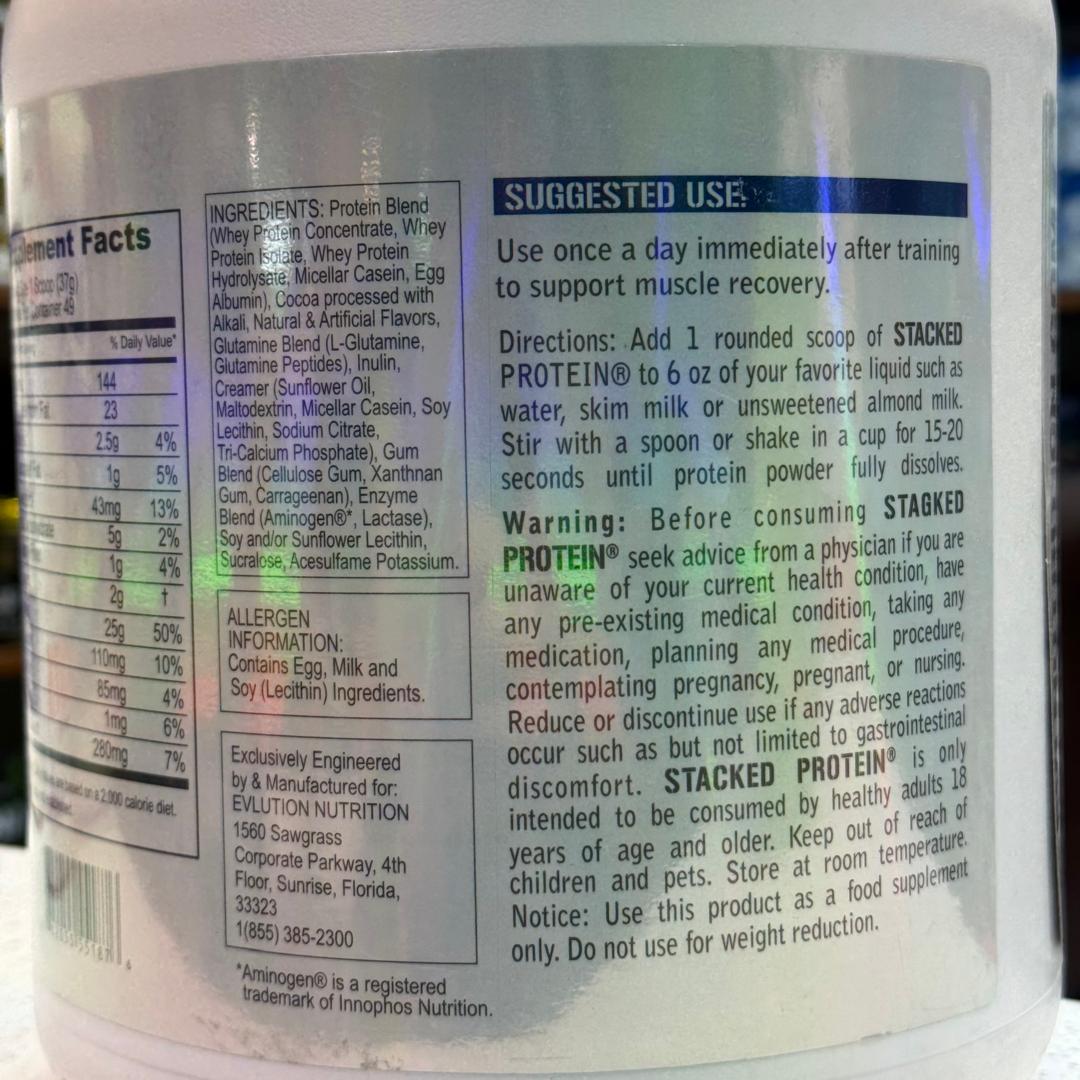 Facts
1 Scoop (37g)
Container 49
% Daily Value*
144
23
2.5g 4%
1g 5%
43mg 13%
5g 2%
1g 4%
2g †
25g 50%
110mg 10%
85mg 4%
1mg 6%
280mg 7%
are based on a 2,000 calorie diet.
INGREDIENTS: Protein Blend
(Whey Protein Concentrate, Whey
Protein Isolate, Whey Protein
Hydrolysate, Micellar Casein, Egg
Albumin), Cocoa processed with
Alkali, Natural & Artificial Flavors,
Glutamine Blend (L-Glutamine,
Glutamine Peptides), Inulin,
Creamer (Sunflower Oil,
Maltodextrin, Micellar Casein, Soy
Lecithin, Sodium Citrate,
Tri-Calcium Phosphate), Gum
Blend (Cellulose Gum, Xanthnan
Gum, Carrageenan), Enzyme
Blend (Aminogen®*, Lactase),
Soy and/or Sunflower Lecithin,
Sucralose, Acesulfame Potassium.
ALLERGEN
INFORMATION:
Contains Egg, Milk and
Soy (Lecithin) Ingredients.
Exclusively Engineered
by & Manufactured for:
EVLUTION NUTRITION
1560 Sawgrass
Corporate Parkway, 4th
Floor, Sunrise, Florida,
33323
1(855) 385-2300
*Aminogen® is a registered
trademark of Innophos Nutrition.
SUGGESTED USE:
Use once a day immediately after training
to support muscle recovery.
Directions: Add 1 rounded scoop of STACKED
PROTEIN® to 6 oz of your favorite liquid such as
water, skim milk or unsweetened almond milk.
Stir with a spoon or shake in a cup for 15-20
seconds until protein powder fully dissolves.
Warning: Before consuming STAGKED
PROTEIN® seek advice from a physician if you are
unaware of your current health condition, have
any pre-existing medical condition, taking any
medication, planning any medical procedure,
contemplating pregnancy, pregnant, or nursing.
Reduce or discontinue use if any adverse reactions
occur such as but not limited to gastrointestinal
discomfort. STACKED PROTEIN® is only
intended to be consumed by healthy adults 18
years of age and older. Keep out of reach of
children and pets. Store at room temperature.
Notice: Use this product as a food supplement
only. Do not use for weight reduction.